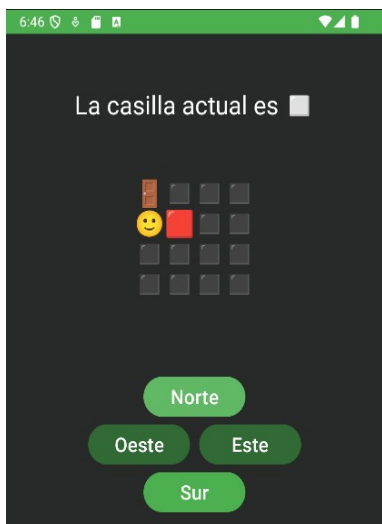 6:46
La casilla actual es ⬜
Norte
Oeste Este
Sur